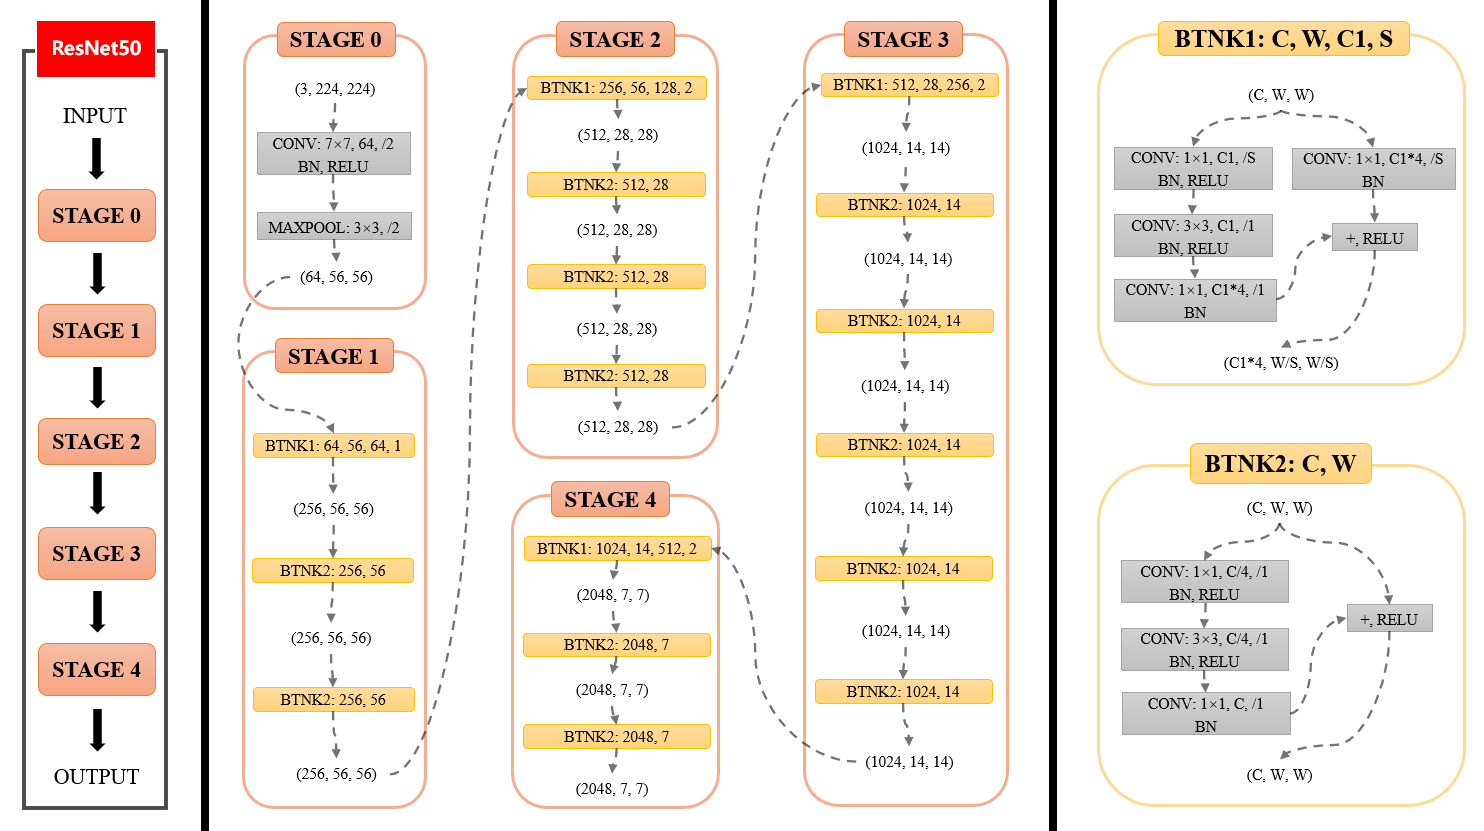 ResNet50
INPUT
STAGE 0
STAGE 1
STAGE 2
STAGE 3
STAGE 4
OUTPUT
STAGE 0
(3, 224, 224)
CONV: 7×7, 64, /2
BN, RELU
MAXPOOL: 3×3, /2
(64, 56, 56)
STAGE 1
BTNK1: 64, 56, 64, 1
(256, 56, 56)
BTNK2: 256, 56
(256, 56, 56)
BTNK2: 256, 56
(256, 56, 56)
STAGE 2
BTNK1: 256, 56, 128, 2
(512, 28, 28)
BTNK2: 512, 28
(512, 28, 28)
BTNK2: 512, 28
(512, 28, 28)
BTNK2: 512, 28
(512, 28, 28)
STAGE 3
BTNK1: 512, 28, 256, 2
(1024, 14, 14)
BTNK2: 1024, 14
(1024, 14, 14)
BTNK2: 1024, 14
(1024, 14, 14)
BTNK2: 1024, 14
(1024, 14, 14)
BTNK2: 1024, 14
(1024, 14, 14)
BTNK2: 1024, 14
(1024, 14, 14)
STAGE 4
BTNK1: 1024, 14, 512, 2
(2048, 7, 7)
BTNK2: 2048, 7
(2048, 7, 7)
BTNK2: 2048, 7
(2048, 7, 7)
BTNK1: C, W, C1, S
(C, W, W)
CONV: 1×1, C1, /S
BN, RELU
CONV: 3×3, C1, /1
BN, RELU
CONV: 1×1, C1*4, /1
BN
CONV: 1×1, C1*4, /S
BN
+, RELU
(C1*4, W/S, W/S)
BTNK2: C, W
(C, W, W)
CONV: 1×1, C/4, /1
BN, RELU
CONV: 3×3, C/4, /1
BN, RELU
CONV: 1×1, C, /1
BN
+, RELU
(C, W, W)